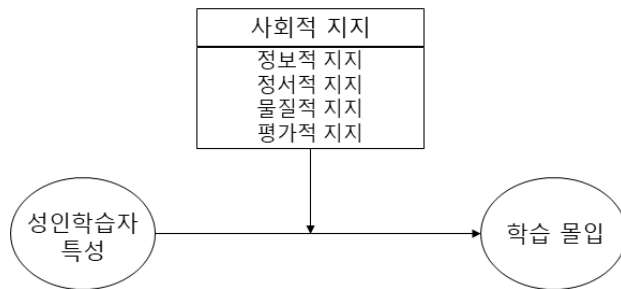 사회적 지지
정보적 지지
정서적 지지
물질적 지지
평가적 지지
성인학습자
특성
학습 몰입